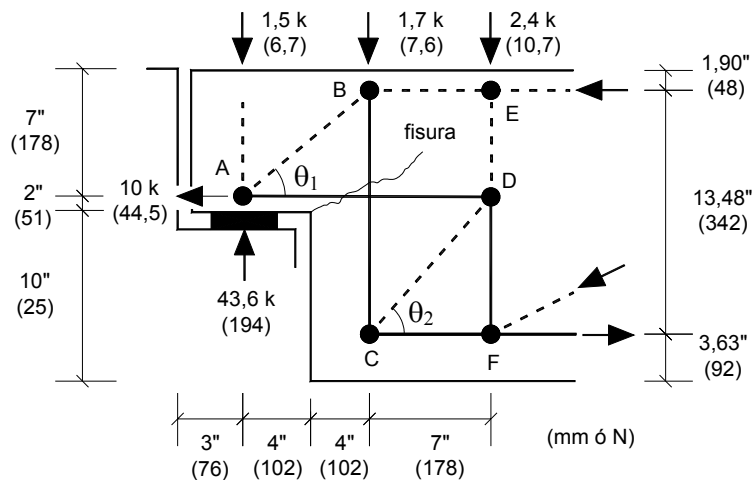 1,5 k
(6,7)
1,7 k
(7,6)
2,4 k
(10,7)
1,90"
(48)
7"
(178)
B
E
fisura
A
θ1
D
10 k
(44,5)
2"
(51)
13,48"
(342)
10"
(25)
43,6 k
(194)
θ2
C
F
3,63"
(92)
3"
(76)
4"
(102)
4"
(102)
7"
(178)
(mm ó N)